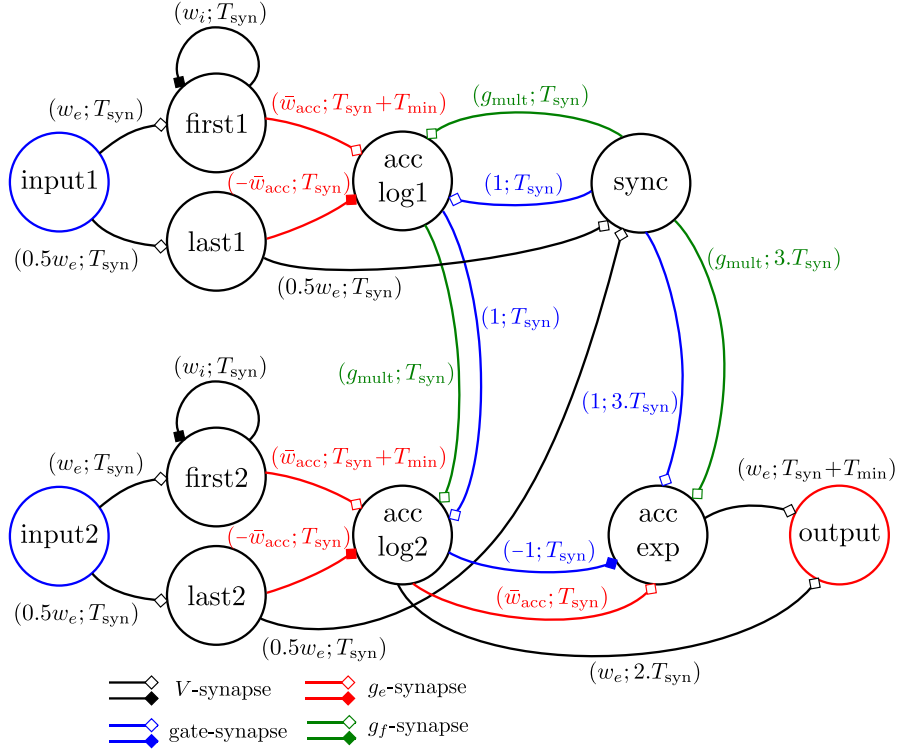 (w_i; T_syn)
(w_e; T_syn)
first1
(w̄_acc; T_syn+T_min)
(g_mult; T_syn)
input1
acc
log1
sync
(-w̄_acc; T_syn)
(1; T_syn)
last1
(0.5w_e; T_syn)
(0.5w_e; T_syn)
(g_mult; 3.T_syn)
(1; T_syn)
(g_mult; T_syn)
(w_i; T_syn)
(1; 3.T_syn)
(w_e; T_syn)
first2
(w̄_acc; T_syn+T_min)
(w_e; T_syn+T_min)
input2
acc
log2
acc
exp
output
(-w̄_acc; T_syn)
(-1; T_syn)
last2
(w̄_acc; T_syn)
(0.5w_e; T_syn)
(0.5w_e; T_syn)
(w_e; 2.T_syn)
V-synapse
g_e-synapse
gate-synapse
g_f-synapse